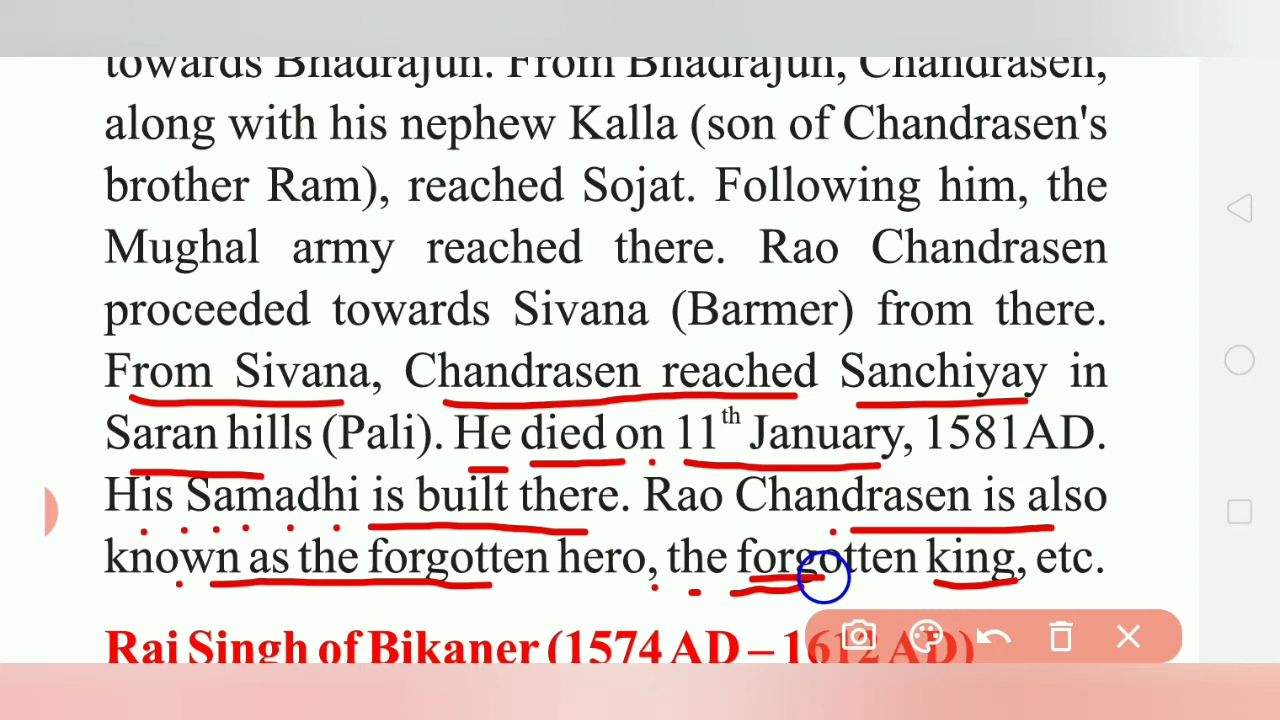 towards Bhadrajun. From Bhadrajun, Chandrasen,
along with his nephew Kalla (son of Chandrasen's
brother Ram), reached Sojat. Following him, the
Mughal army reached there. Rao Chandrasen
proceeded towards Sivana (Barmer) from there.
From Sivana, Chandrasen reached Sanchiyay in
Saran hills (Pali). He died on 11th January, 1581AD.
His Samadhi is built there. Rao Chandrasen is also
known as the forgotten hero, the forgotten king, etc.
Rai Singh of Bikaner (1574 AD – 1612 AD)